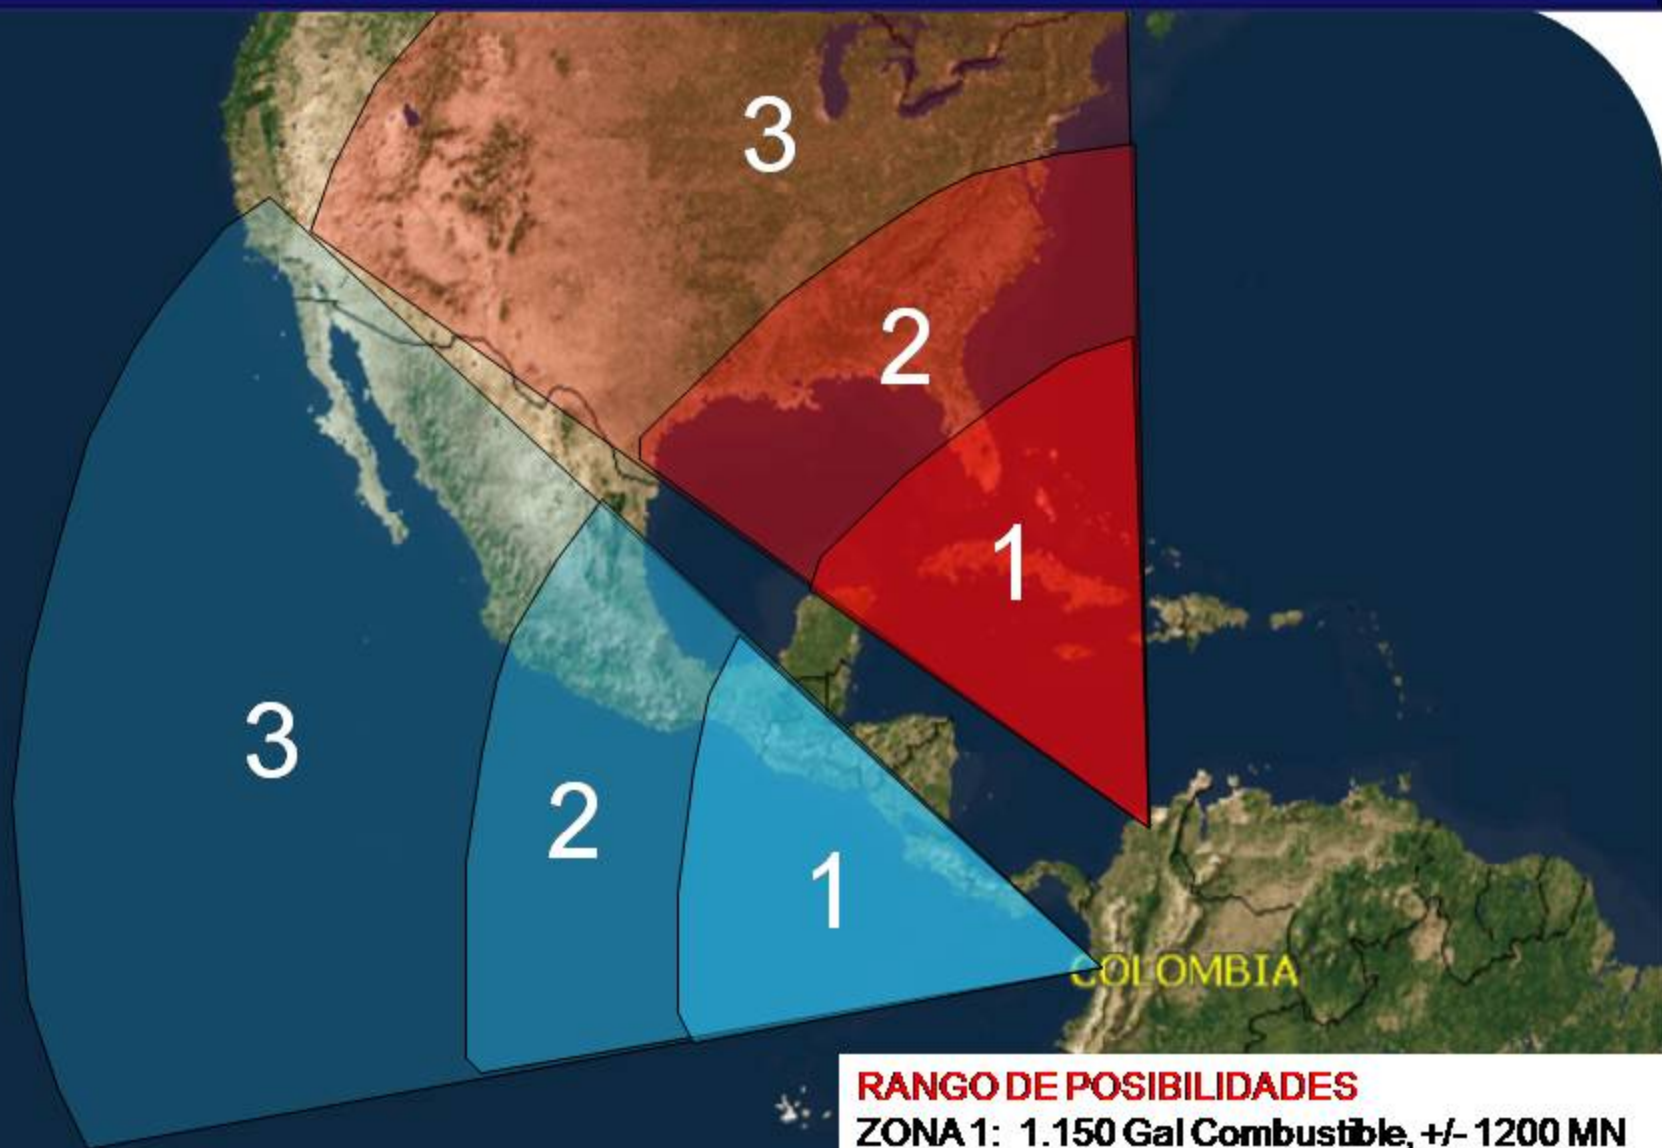 3
2
1
3
2
1
COLOMBIA
RANGO DE POSIBILIDADES
ZONA 1: 1.150 Gal Combustible, +/- 1200 MN